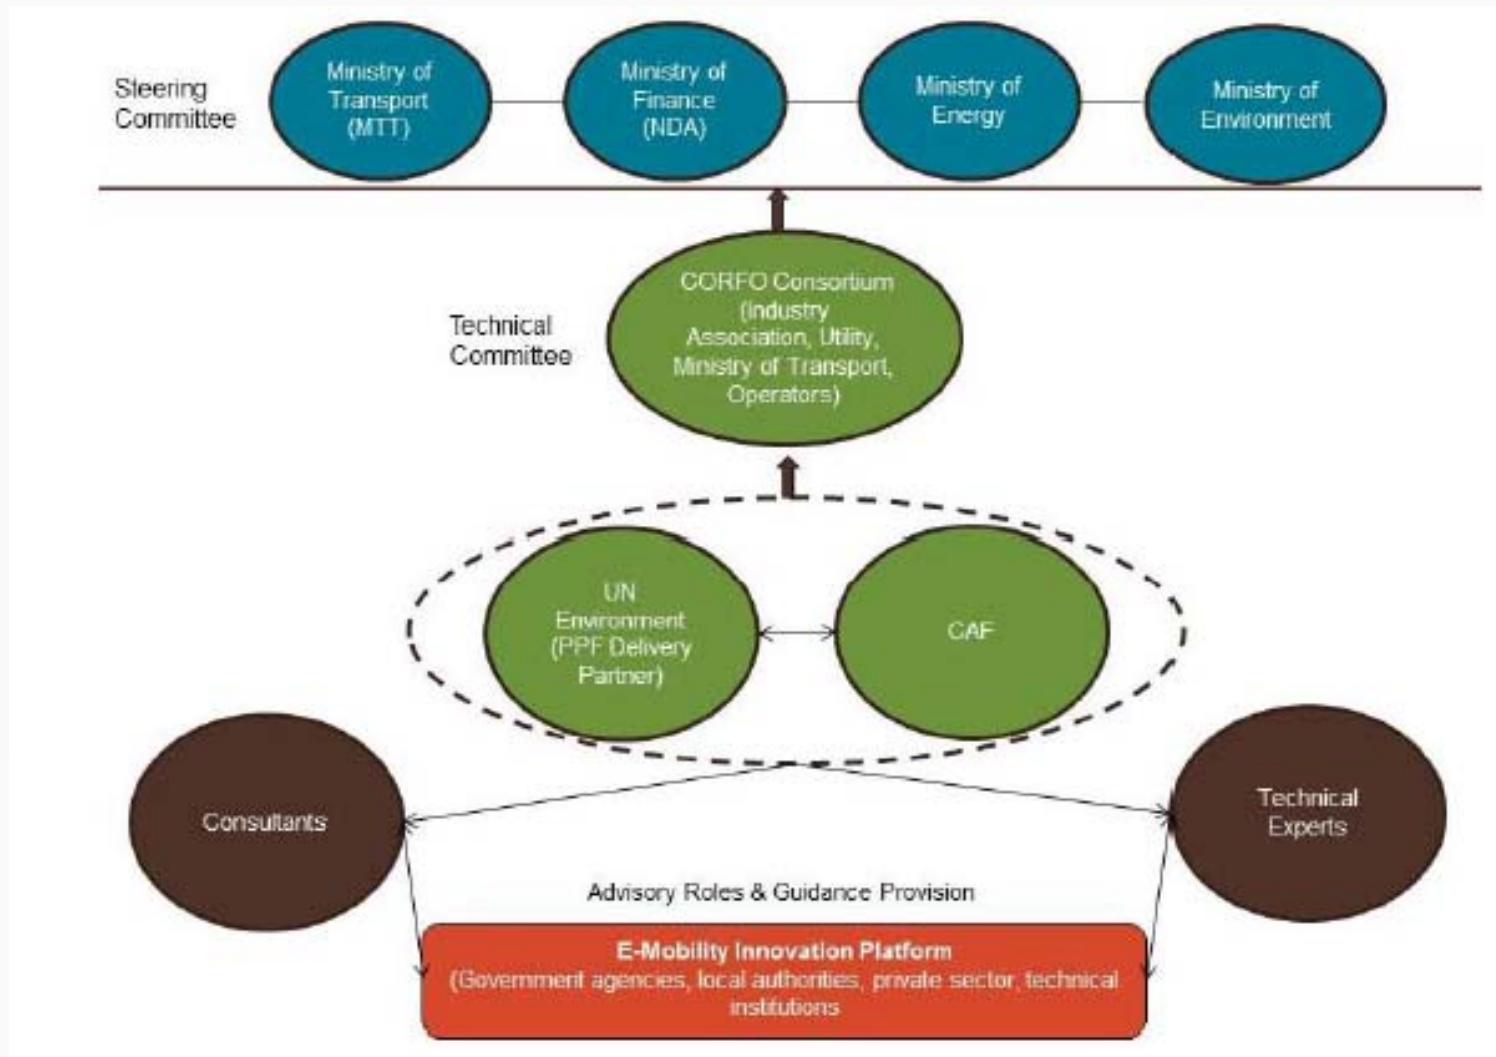 Steering
Committee
Ministry of
Transport
(MTT)
Ministry of
Finance
(NDA)
Ministry of
Energy
Ministry of
Environment
Technical
Committee
CORFO Consortium
(Industry
Association, Utility,
Ministry of Transport,
Operators)
UN
Environment
(PPF Delivery
Partner)
CAF
Consultants
Technical
Experts
Advisory Roles & Guidance Provision
E-Mobility Innovation Platform
(Government agencies, local authorities, private sector, technical
institutions